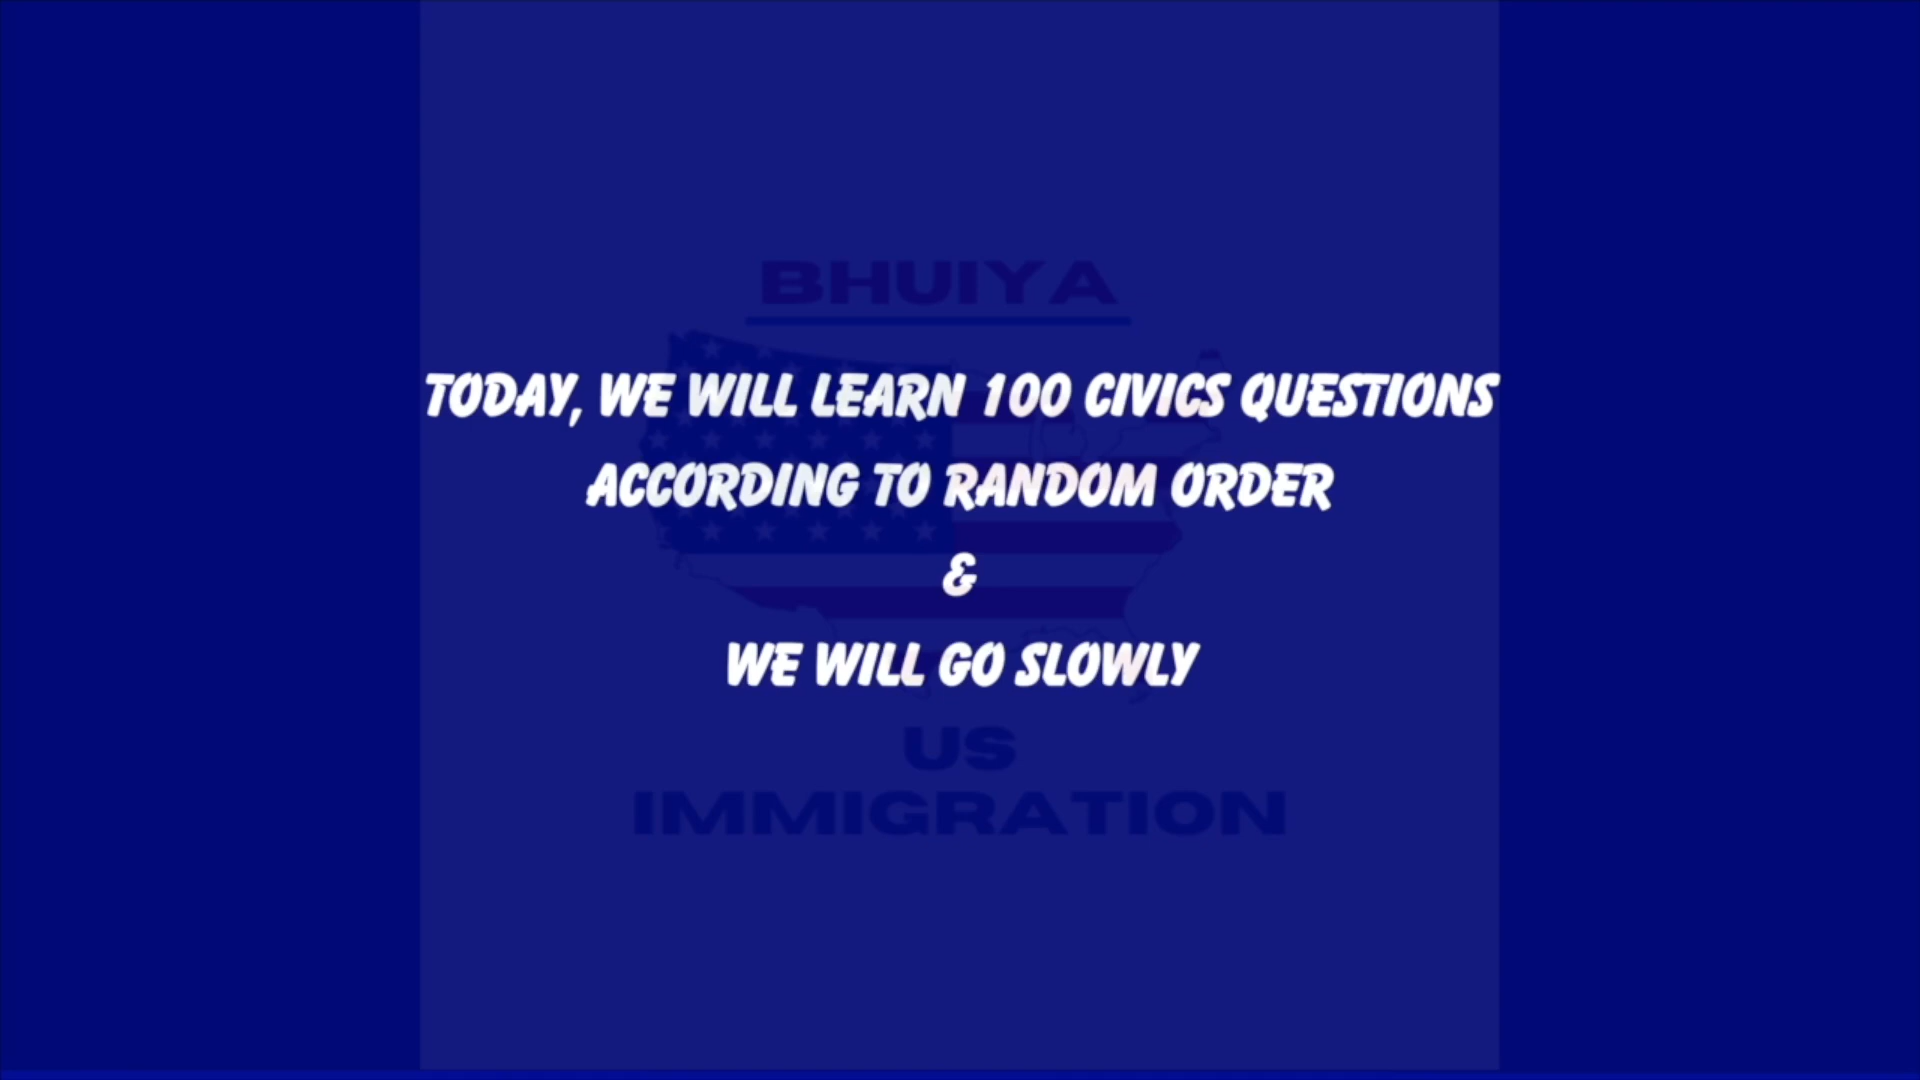 BHUIYA
TODAY, WE WILL LEARN 100 CIVICS QUESTIONS
ACCORDING TO RANDOM ORDER
&
WE WILL GO SLOWLY
US
IMMIGRATION